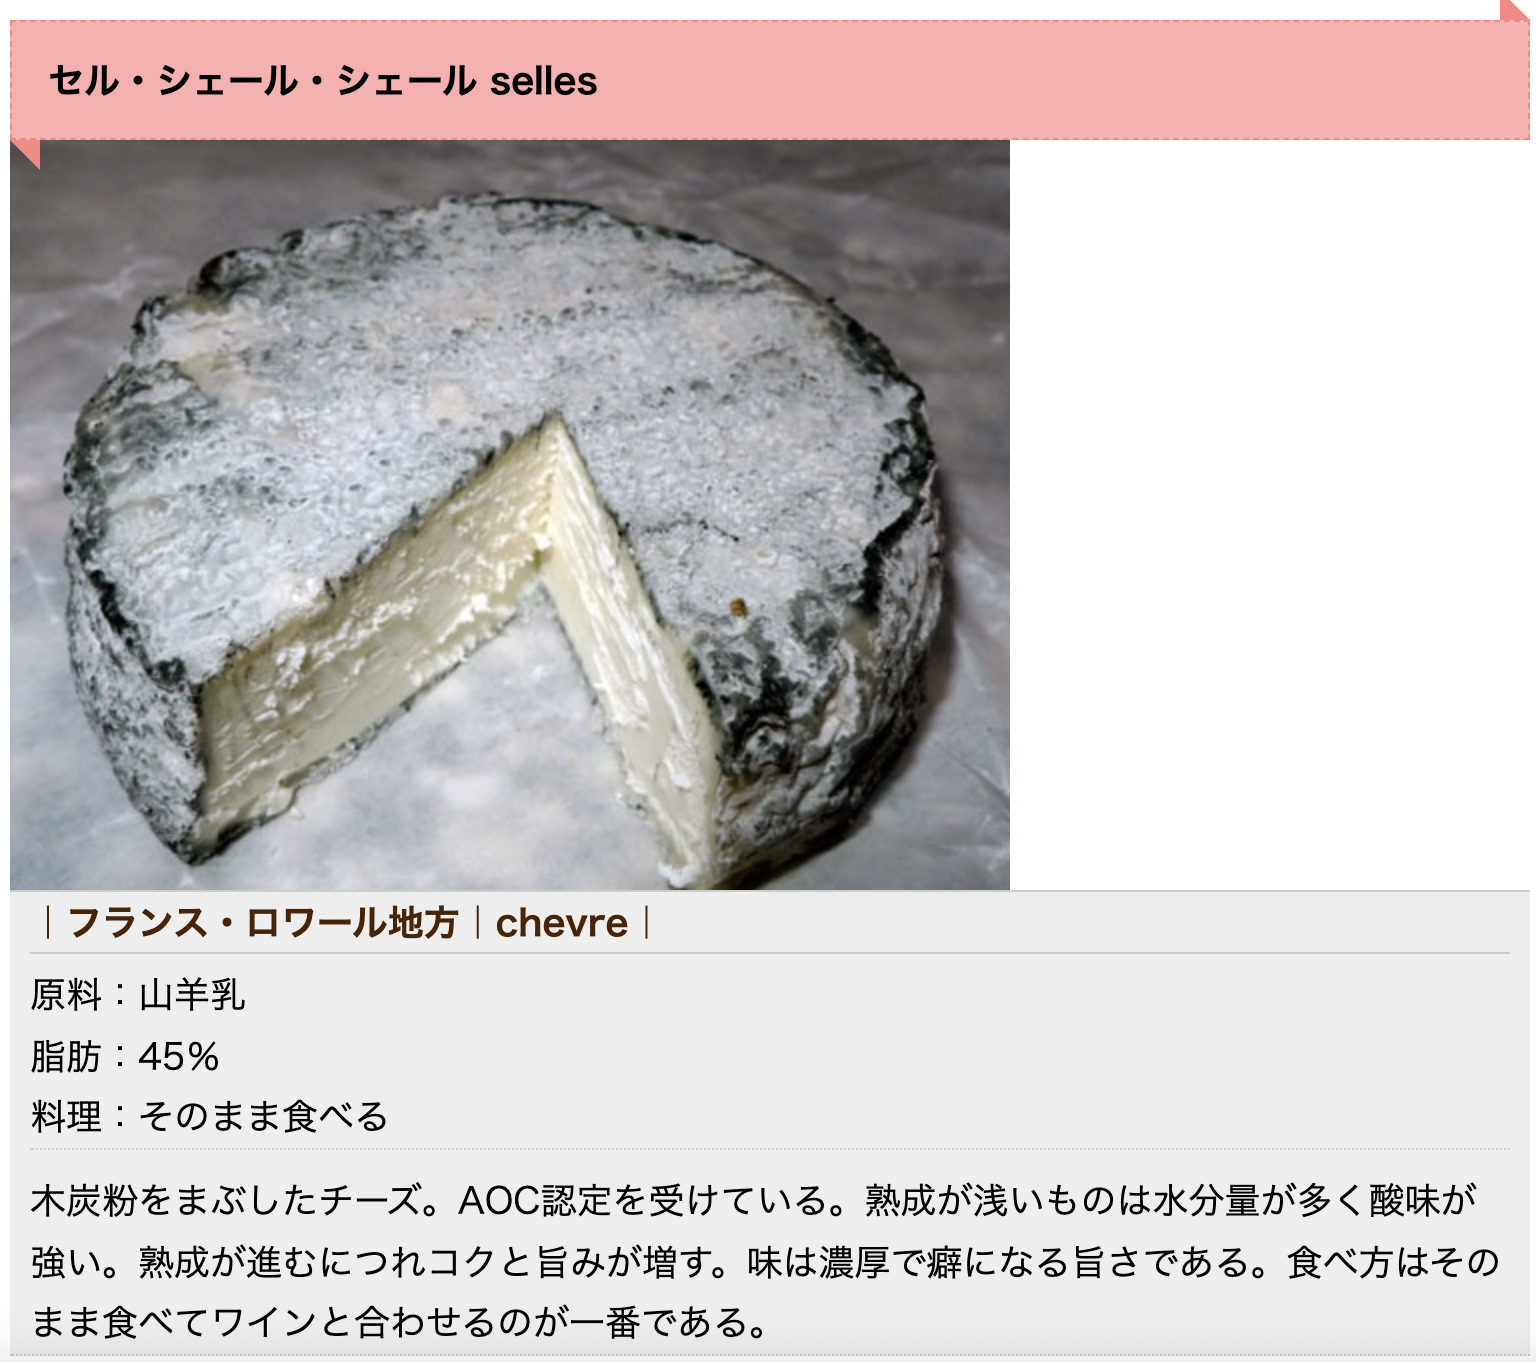 セル・シェール・シェール selles
｜フランス・ロワール地方｜chevre｜
原料：山羊乳
脂肪：45%
料理：そのまま食べる
木炭粉をまぶしたチーズ。AOC認定を受けている。熟成が浅いものは水分量が多く酸味が
強い。熟成が進むにつれコクと旨みが増す。味は濃厚で癖になる旨さである。食べ方はその
まま食べてワインと合わせるのが一番である。